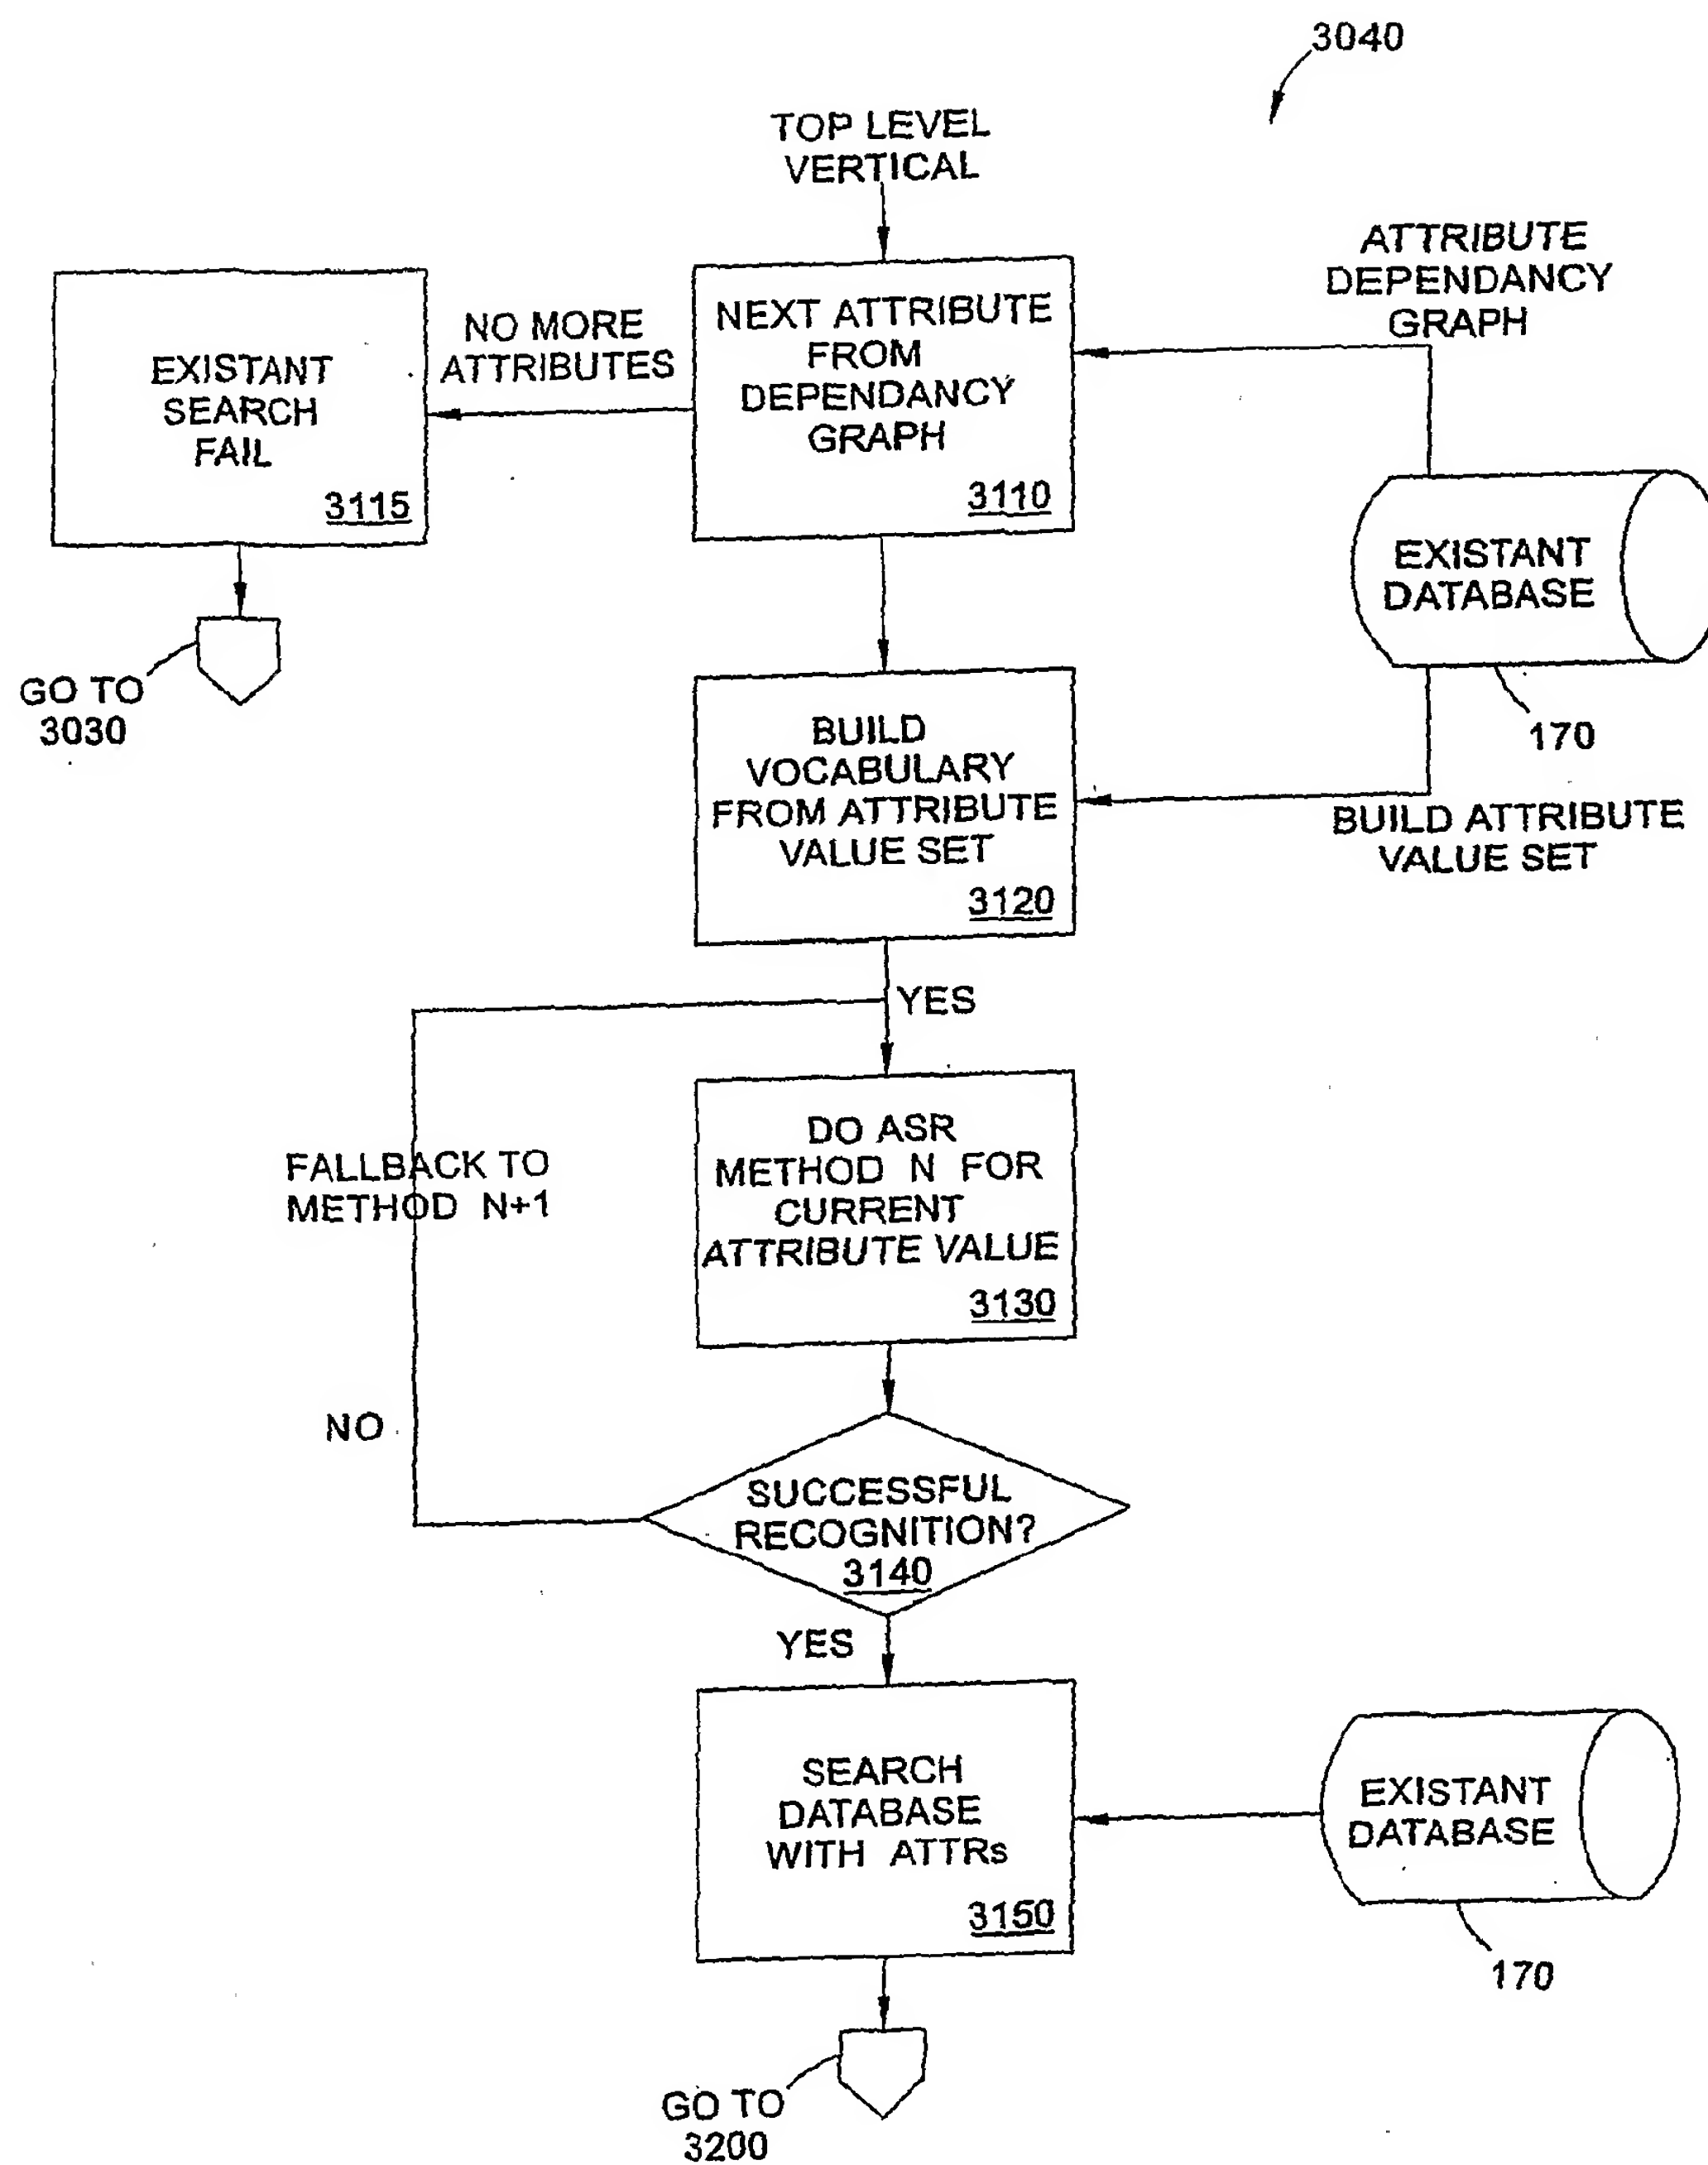 3040
TOP LEVEL
VERTICAL
ATTRIBUTE
DEPENDANCY
GRAPH
NO MORE
ATTRIBUTES
NEXT ATTRIBUTE
FROM
DEPENDANCY
GRAPH
3110
EXISTANT
SEARCH
FAIL
3115
GO TO
3030
EXISTANT
DATABASE
170
BUILD
VOCABULARY
FROM ATTRIBUTE
VALUE SET
3120
BUILD ATTRIBUTE
VALUE SET
YES
FALLBACK TO
METHOD N+1
DO ASR
METHOD N FOR
CURRENT
ATTRIBUTE VALUE
3130
NO
SUCCESSFUL
RECOGNITION?
3140
YES
SEARCH
DATABASE
WITH ATTRs
3150
EXISTANT
DATABASE
170
GO TO
3200